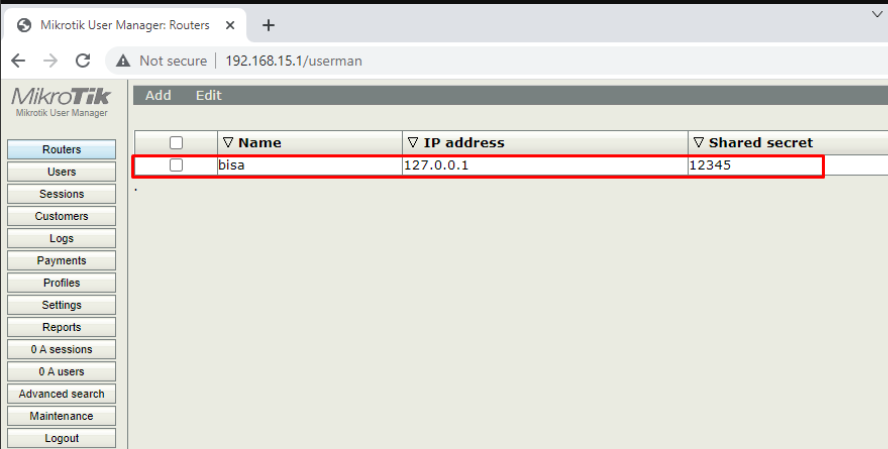 Mikrotik User Manager: Routers
Not secure 192.168.15.1/userman
MikroTik
Mikrotik User Manager
Add Edit
Routers
Users
Sessions
Customers
Logs
Payments
Profiles
Settings
Reports
0 A sessions
0 A users
Advanced search
Maintenance
Logout
▽ Name ▽ IP address ▽ Shared secret
bisa 127.0.0.1 12345
.